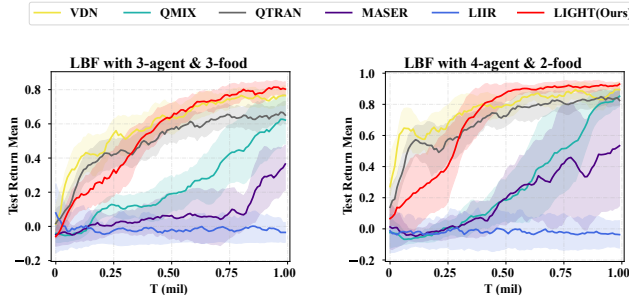 VDN QMIX QTRAN MASER LIIR LIGHT(Ours)
LBF with 3-agent & 3-food
Test Return Mean
0.8
0.6
0.4
0.2
0.0
−0.2
0 0.25 0.50 0.75 1.00
T (mil)
LBF with 4-agent & 2-food
Test Return Mean
1.0
0.8
0.6
0.4
0.2
0.0
−0.2
0 0.25 0.50 0.75 1.00
T (mil)